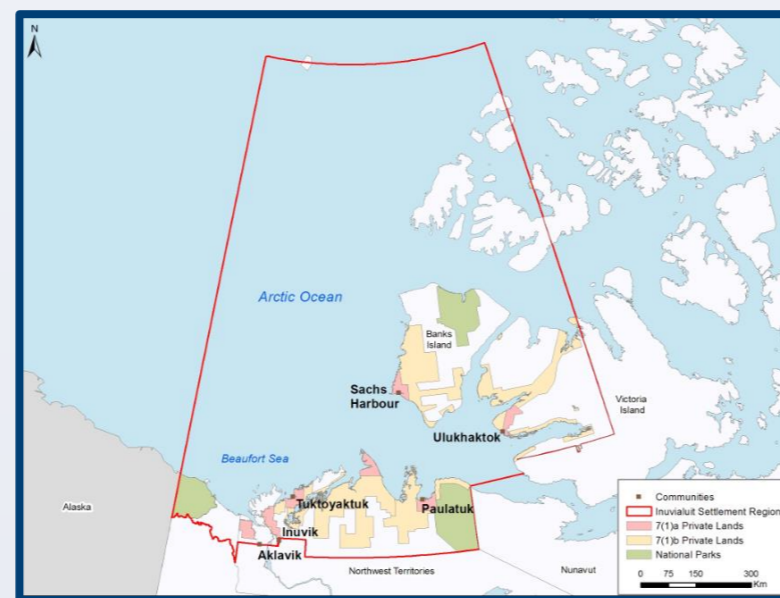 N
Arctic Ocean
Banks
Island
Sachs
Harbour
Victoria
Island
Ulukhaktok
Beaufort Sea
Alaska
Tuktoyaktuk
Paulatuk
Inuvik
Aklavik
Northwest Territories
Nunavut
Communities
Inuvialuit Settlement Region
7(1)a Private Lands
7(1)b Private Lands
National Parks
0 75 150 300
Km